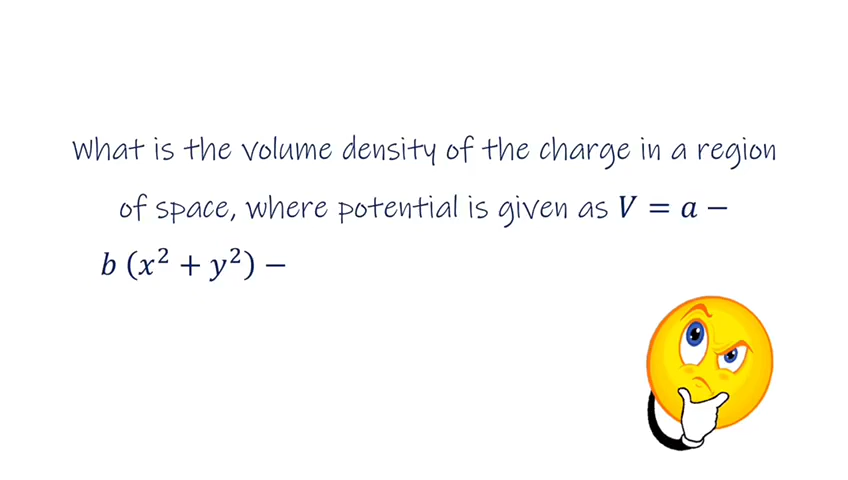 What is the volume density of the charge in a region
of space, where potential is given as 𝑉 = 𝑎 −
𝑏 (𝑥² + 𝑦²) −